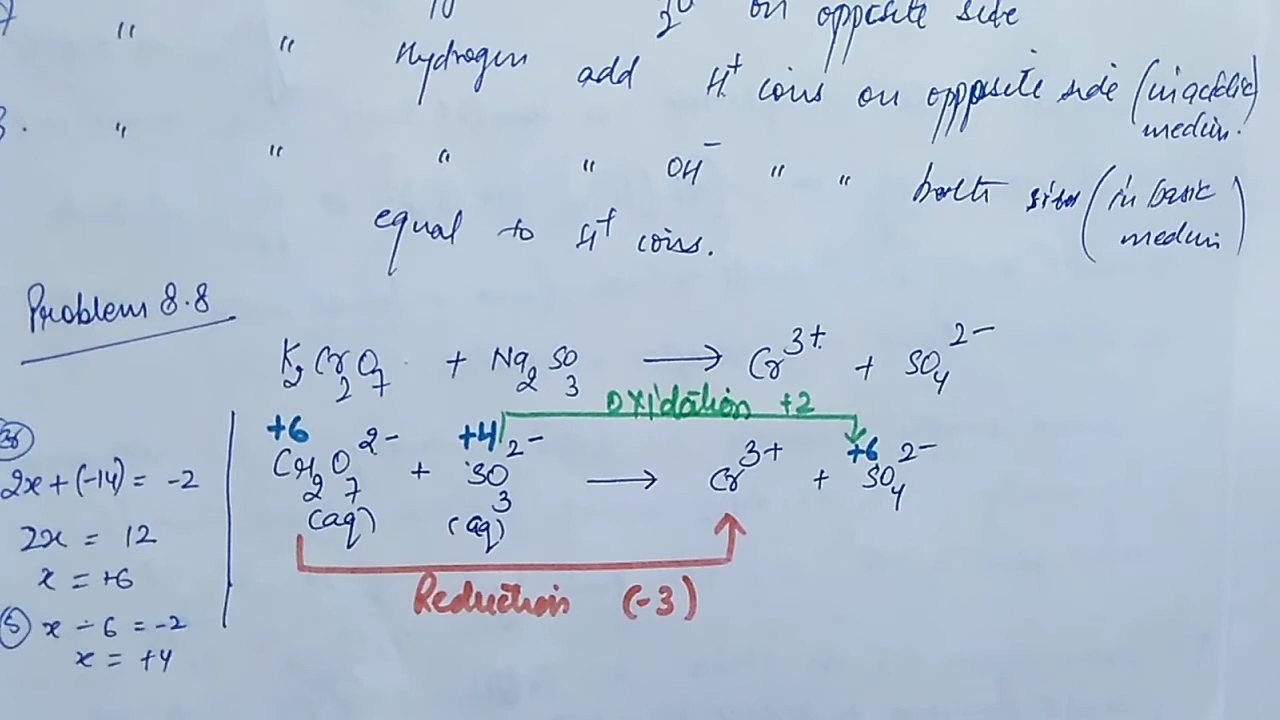 on opposite side
" " Hydrogen add H⁺ ions on opposite side (in acidic
medium.
3. " " " " OH⁻ " " both sides (in basic
equal to H⁺ ions. medium)
Problem 8.8
K₂Cr₂O₇ + Na₂SO₃ → Cr³⁺ + SO₄²⁻
oxidation +2
+6 +4 +6
Cr₂O₇²⁻ + SO₃²⁻ → Cr³⁺ + SO₄²⁻
(aq) (aq)
Reduction (-3)
2x + (-14) = -2
2x = 12
x = +6
(S) x - 6 = -2
x = +4